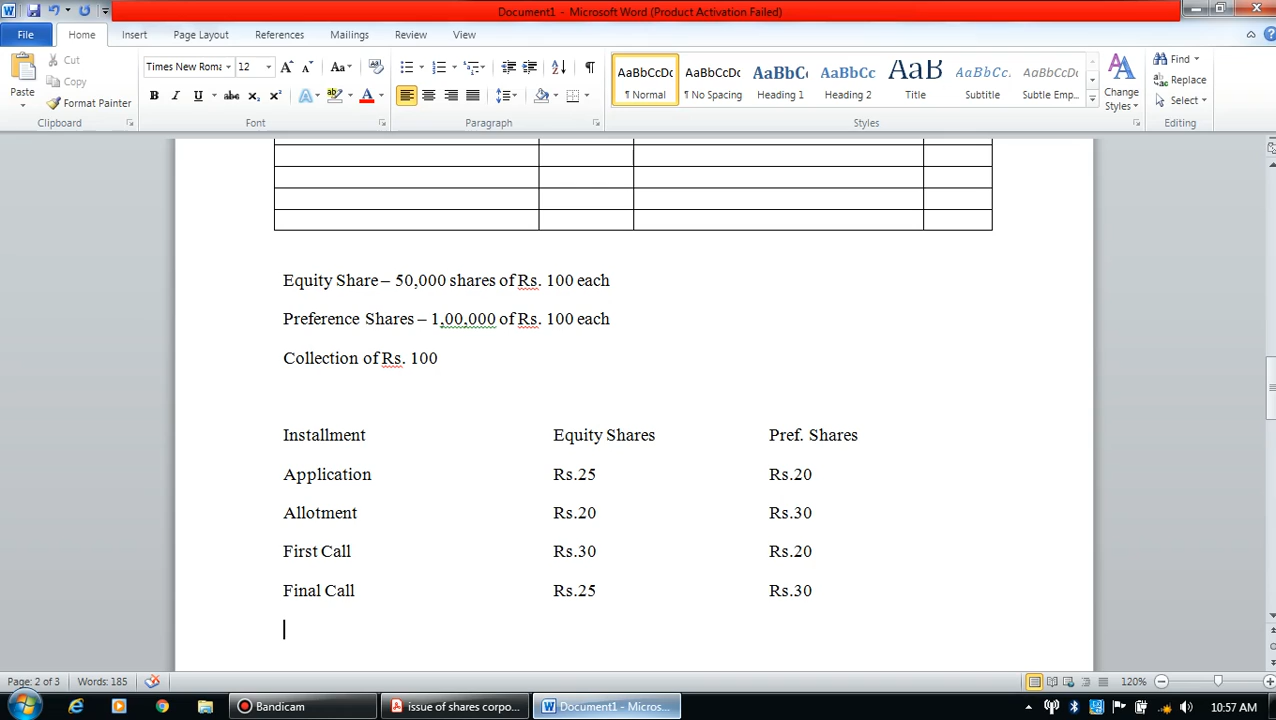 Document1 - Microsoft Word (Product Activation Failed)
File Home Insert Page Layout References Mailings Review View
Cut
Copy
Format Painter
Paste
Clipboard
Times New Roma 12
Font
Paragraph
AaBbCcDc AaBbCcDc AaBbCc AaBbCc AaB AaBbCc. AaBbCcDc
¶ Normal ¶ No Spacing Heading 1 Heading 2 Title Subtitle Subtle Emp...
Change
Styles
Styles
Find
Replace
Select
Editing
Equity Share – 50,000 shares of Rs. 100 each
Preference Shares – 1,00,000 of Rs. 100 each
Collection of Rs. 100
Installment Equity Shares Pref. Shares
Application Rs.25 Rs.20
Allotment Rs.20 Rs.30
First Call Rs.30 Rs.20
Final Call Rs.25 Rs.30
Page: 2 of 3 Words: 185 120%
Bandicam issue of shares corpo... Document1 - Micros... 10:57 AM